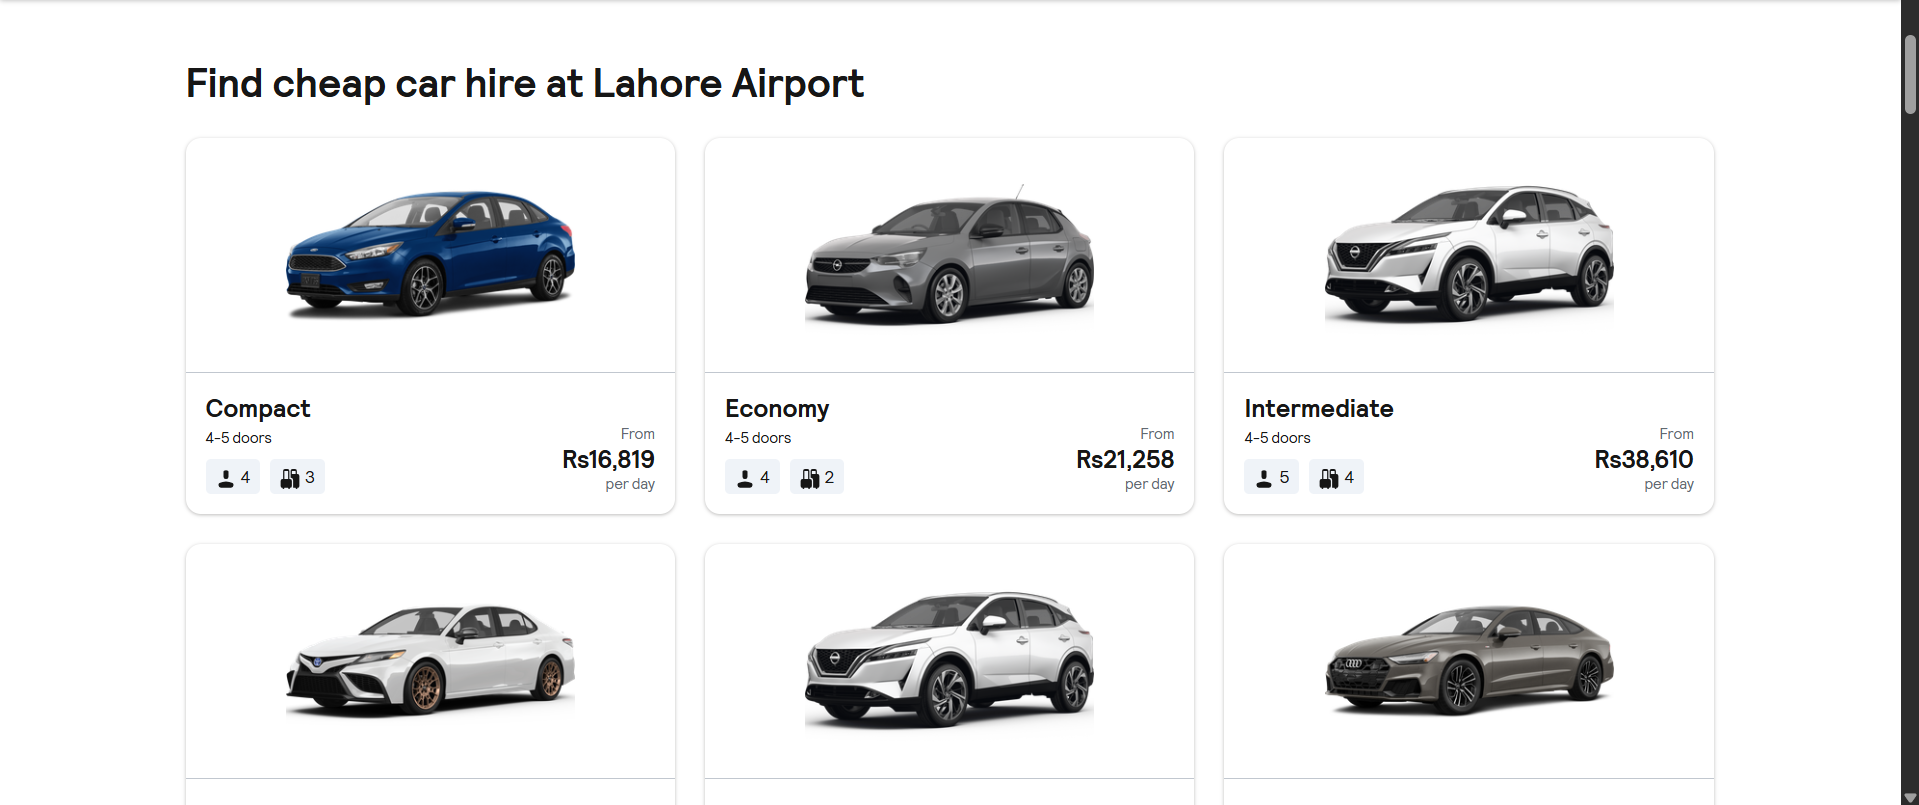 Find cheap car hire at Lahore Airport
Compact
4-5 doors
4
3
From
Rs16,819
per day
Economy
4-5 doors
4
2
From
Rs21,258
per day
Intermediate
4-5 doors
5
4
From
Rs38,610
per day